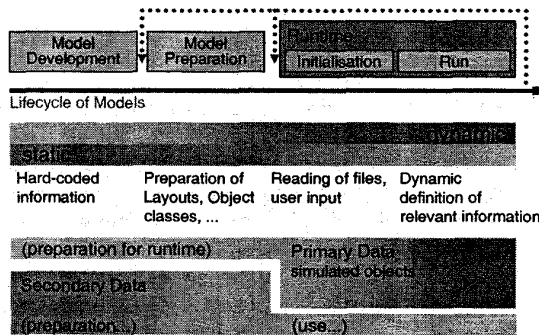 Model
Development
Model
Preparation
Runtime
Initialisation
Run
Lifecycle of Models
dynamic
static
Hard-coded
information
Preparation of
Layouts, Object
classes, ...
Reading of files,
user input
Dynamic
definition of
relevant information
(preparation for runtime)
Primary Data
simulated objects
Secondary Data
(preparation...)
(use...)